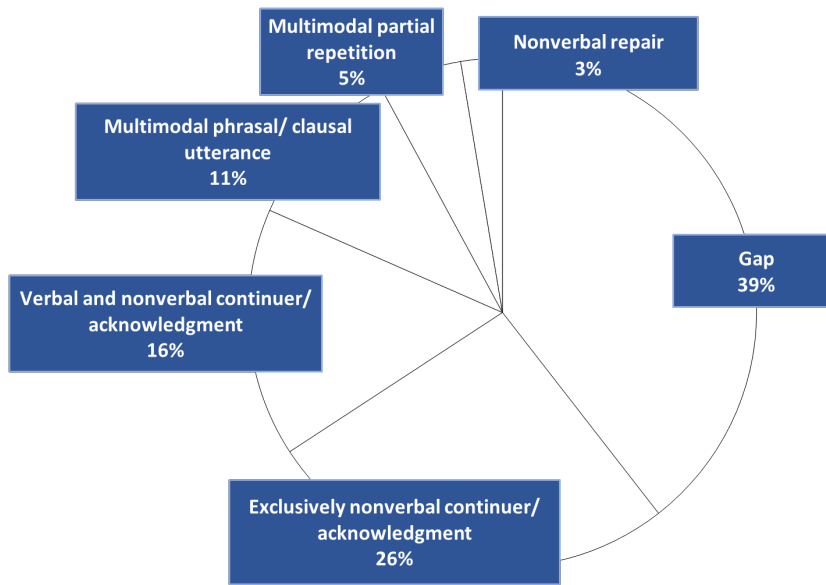 Multimodal partial
repetition
5%
Nonverbal repair
3%
Multimodal phrasal/ clausal
utterance
11%
Gap
39%
Verbal and nonverbal continuer/
acknowledgment
16%
Exclusively nonverbal continuer/
acknowledgment
26%